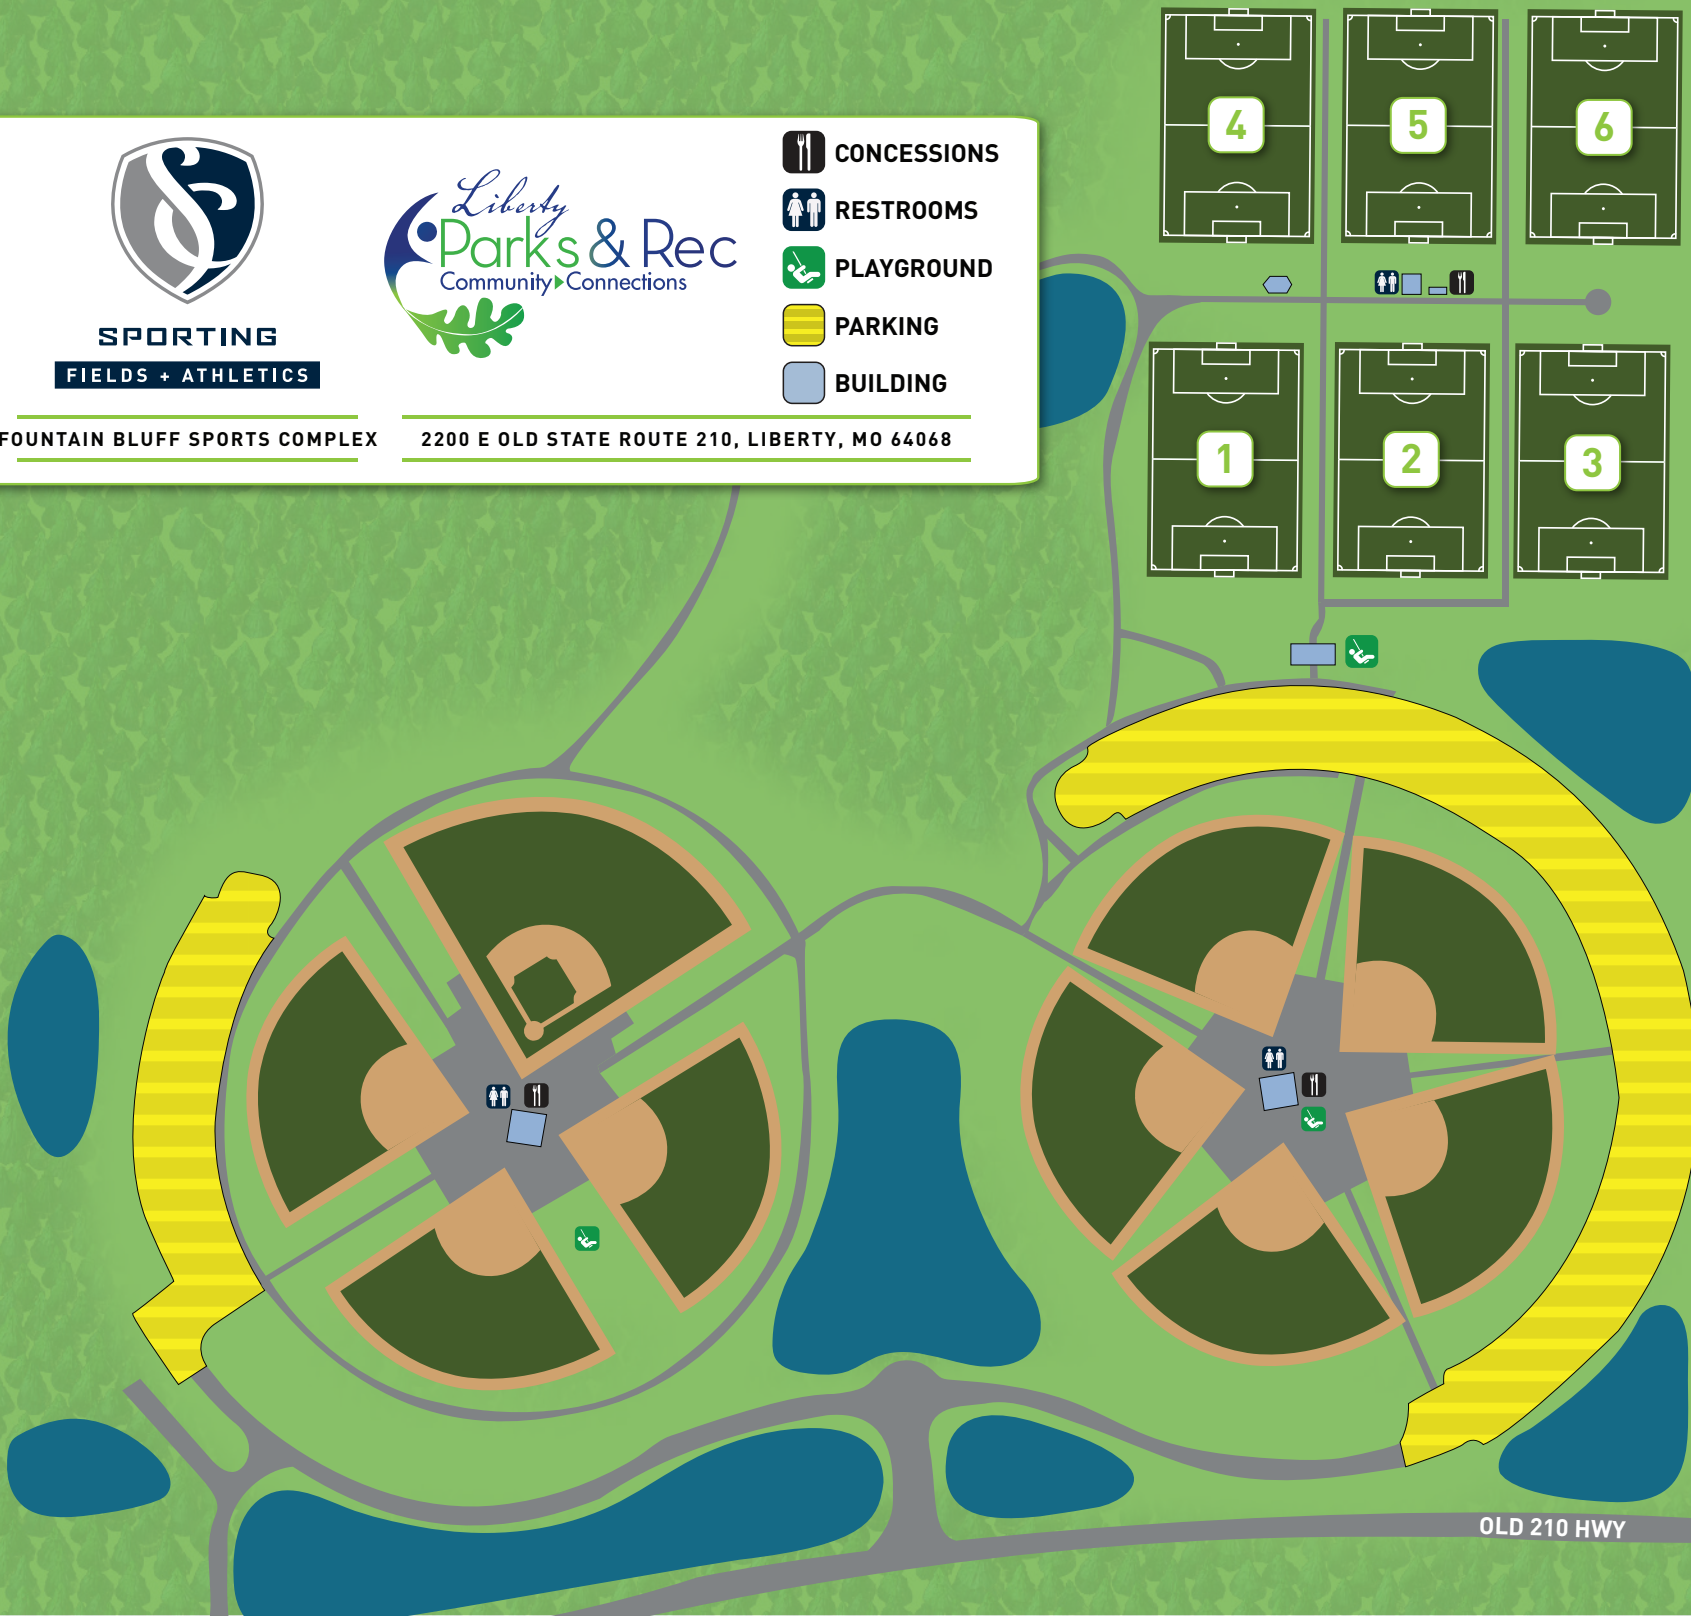 SPORTING
FIELDS + ATHLETICS
FOUNTAIN BLUFF SPORTS COMPLEX
Liberty
Parks & Rec
Community Connections
2200 E OLD STATE ROUTE 210, LIBERTY, MO 64068
CONCESSIONS
RESTROOMS
PLAYGROUND
PARKING
BUILDING
4
5
6
1
2
3
OLD 210 HWY